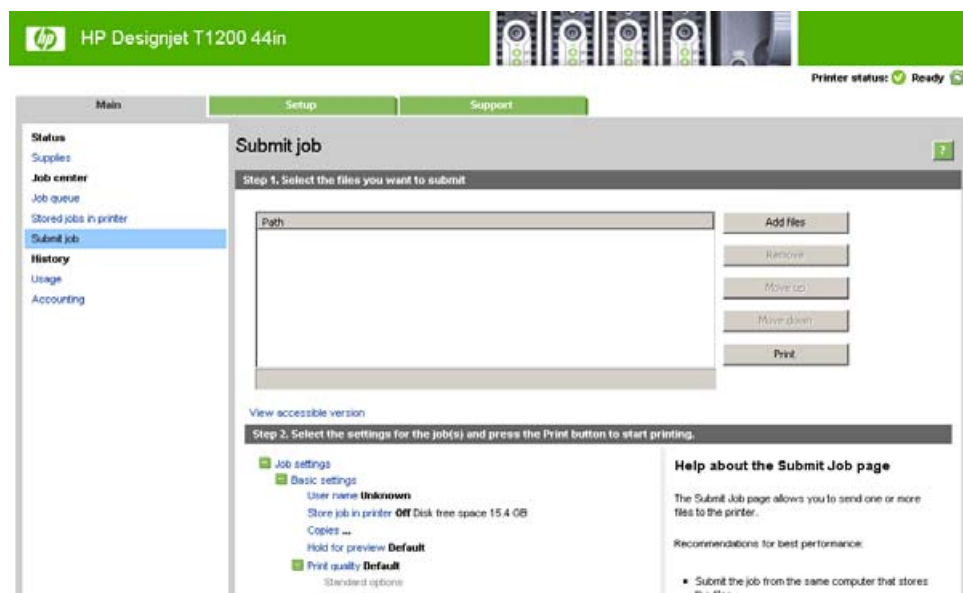 hp HP Designjet T1200 44in
Printer status: Ready
Main Setup Support
Status
Supplies
Job center
Job queue
Stored jobs in printer
Submit job
History
Usage
Accounting
Submit job
?
Step 1. Select the files you want to submit
Path
Add files
Remove
Move up
Move down
Print
View accessible version
Step 2. Select the settings for the job(s) and press the Print button to start printing.
Job settings
Basic settings
User name Unknown
Store job in printer Off Disk free space 15.4 GB
Copies ...
Hold for preview Default
Print quality Default
Standard options
Help about the Submit Job page
The Submit Job page allows you to send one or more
files to the printer.
Recommendations for best performance:
Submit the job from the same computer that stores